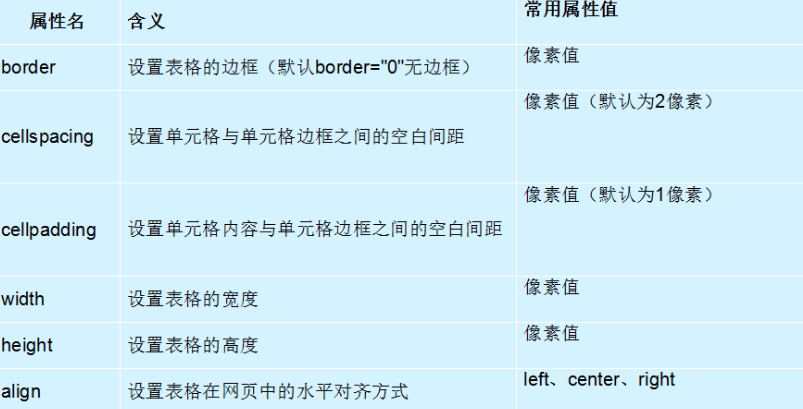 属性名 含义 常用属性值
border 设置表格的边框（默认border="0"无边框） 像素值
cellspacing 设置单元格与单元格边框之间的空白间距 像素值（默认为2像素）
cellpadding 设置单元格内容与单元格边框之间的空白间距 像素值（默认为1像素）
width 设置表格的宽度 像素值
height 设置表格的高度 像素值
align 设置表格在网页中的水平对齐方式 left、center、right